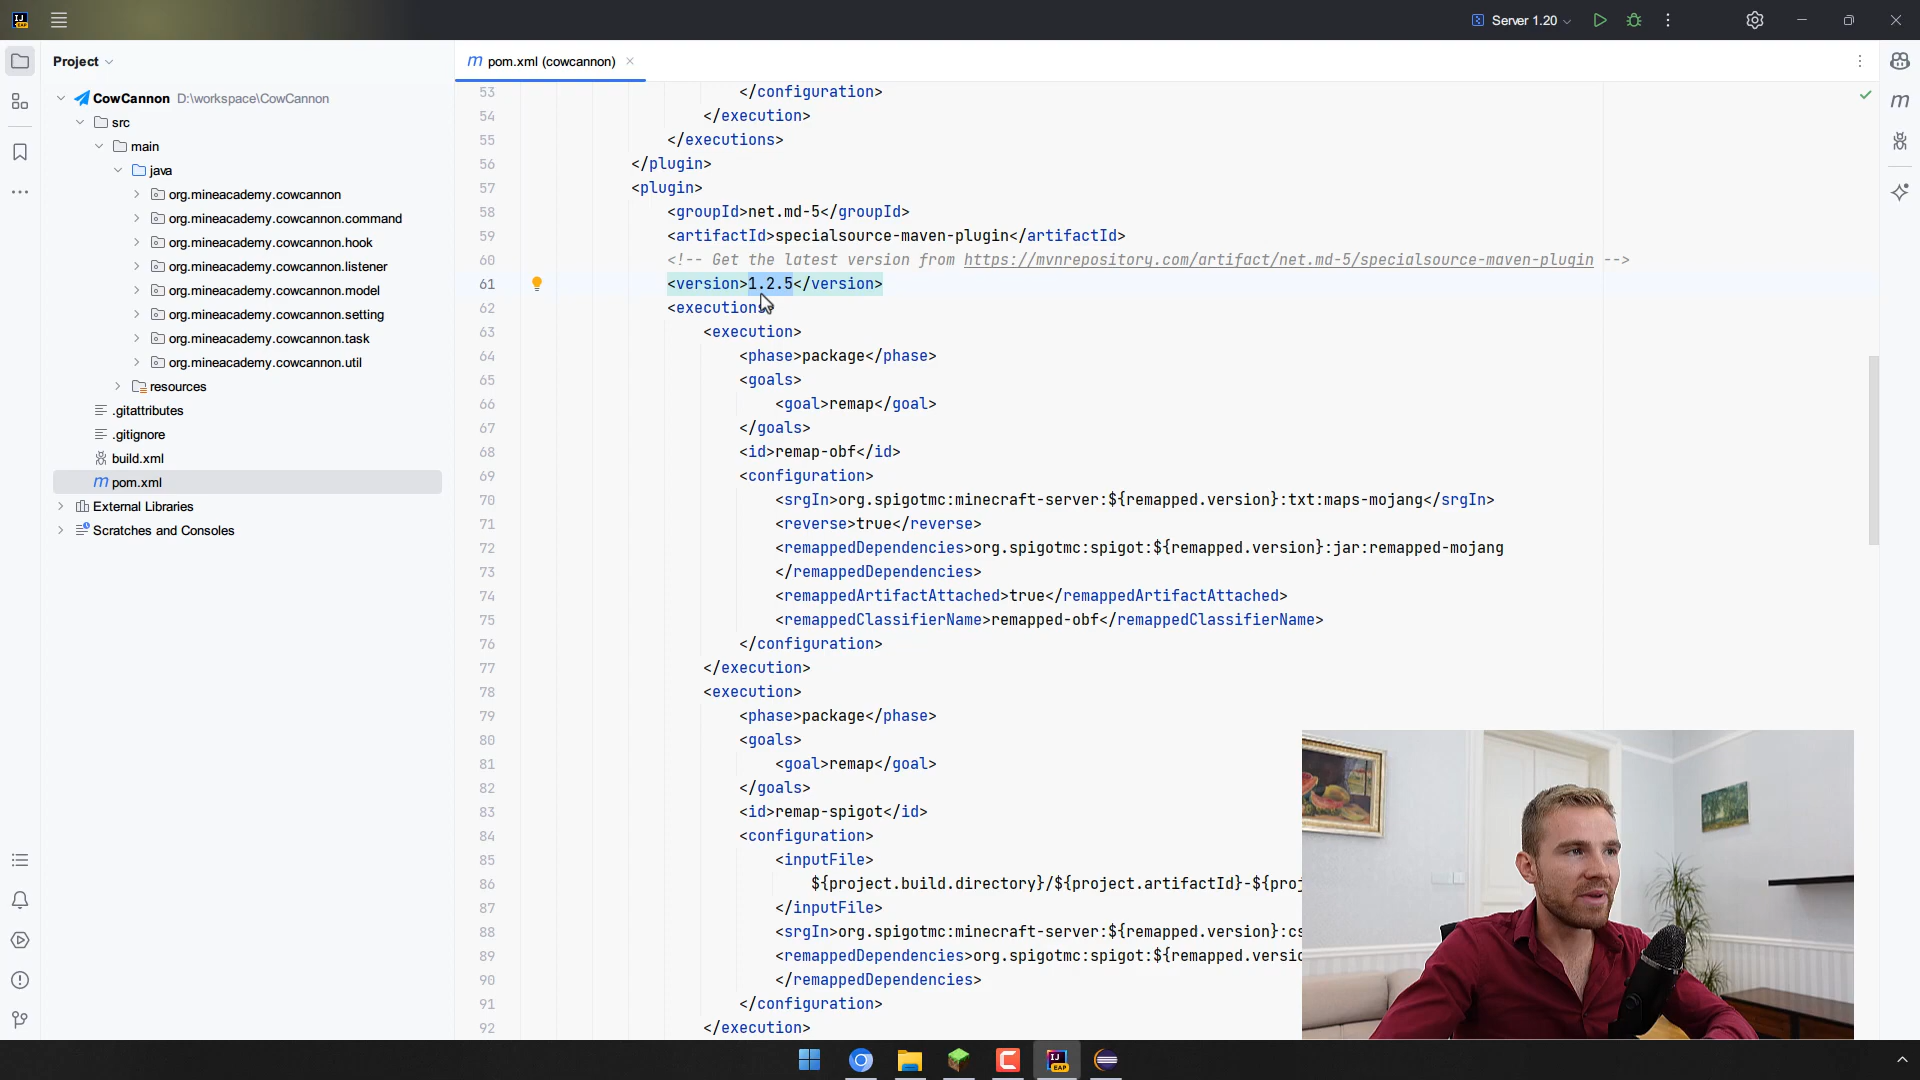 Server 1.20
Project
pom.xml (cowcannon)
CowCannon D:\workspace\CowCannon
src
main
java
org.mineacademy.cowcannon
org.mineacademy.cowcannon.command
org.mineacademy.cowcannon.hook
org.mineacademy.cowcannon.listener
org.mineacademy.cowcannon.model
org.mineacademy.cowcannon.setting
org.mineacademy.cowcannon.task
org.mineacademy.cowcannon.util
resources
.gitattributes
.gitignore
build.xml
pom.xml
External Libraries
Scratches and Consoles
53 </configuration>
54 </execution>
55 </executions>
56 </plugin>
57 <plugin>
58 <groupId>net.md-5</groupId>
59 <artifactId>specialsource-maven-plugin</artifactId>
60 <!-- Get the latest version from https://mvnrepository.com/artifact/net.md-5/specialsource-maven-plugin -->
61 <version>1.2.5</version>
62 <executions>
63 <execution>
64 <phase>package</phase>
65 <goals>
66 <goal>remap</goal>
67 </goals>
68 <id>remap-obf</id>
69 <configuration>
70 <srgIn>org.spigotmc:minecraft-server:${remapped.version}:txt:maps-mojang</srgIn>
71 <reverse>true</reverse>
72 <remappedDependencies>org.spigotmc:spigot:${remapped.version}:jar:remapped-mojang
73 </remappedDependencies>
74 <remappedArtifactAttached>true</remappedArtifactAttached>
75 <remappedClassifierName>remapped-obf</remappedClassifierName>
76 </configuration>
77 </execution>
78 <execution>
79 <phase>package</phase>
80 <goals>
81 <goal>remap</goal>
82 </goals>
83 <id>remap-spigot</id>
84 <configuration>
85 <inputFile>
86 ${project.build.directory}/${project.artifactId}-${proj
87 </inputFile>
88 <srgIn>org.spigotmc:minecraft-server:${remapped.version}:cs
89 <remappedDependencies>org.spigotmc:spigot:${remapped.versio
90 </remappedDependencies>
91 </configuration>
92 </execution>